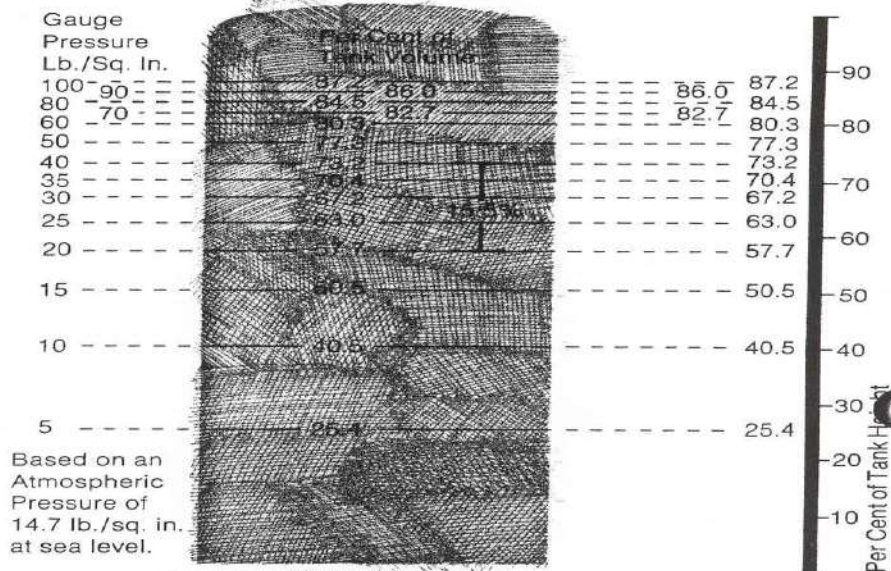 Gauge
Pressure
Lb./Sq. In.
Per Cent of
Tank Volume
100 87.2 87.2
90 86.0 86.0
80 84.5 84.5
70 82.7 82.7
60 80.3 80.3
50 77.3 77.3
40 73.2 73.2
35 70.4 70.4
30 67.2 67.2
25 63.0 63.0
15.5%
20 57.7 57.7
15 50.5 50.5
10 40.5 40.5
5 25.4 25.4
Based on an
Atmospheric
Pressure of
14.7 lb./sq. in.
at sea level.
90
80
70
60
50
40
30
20
10
Per Cent of Tank Height